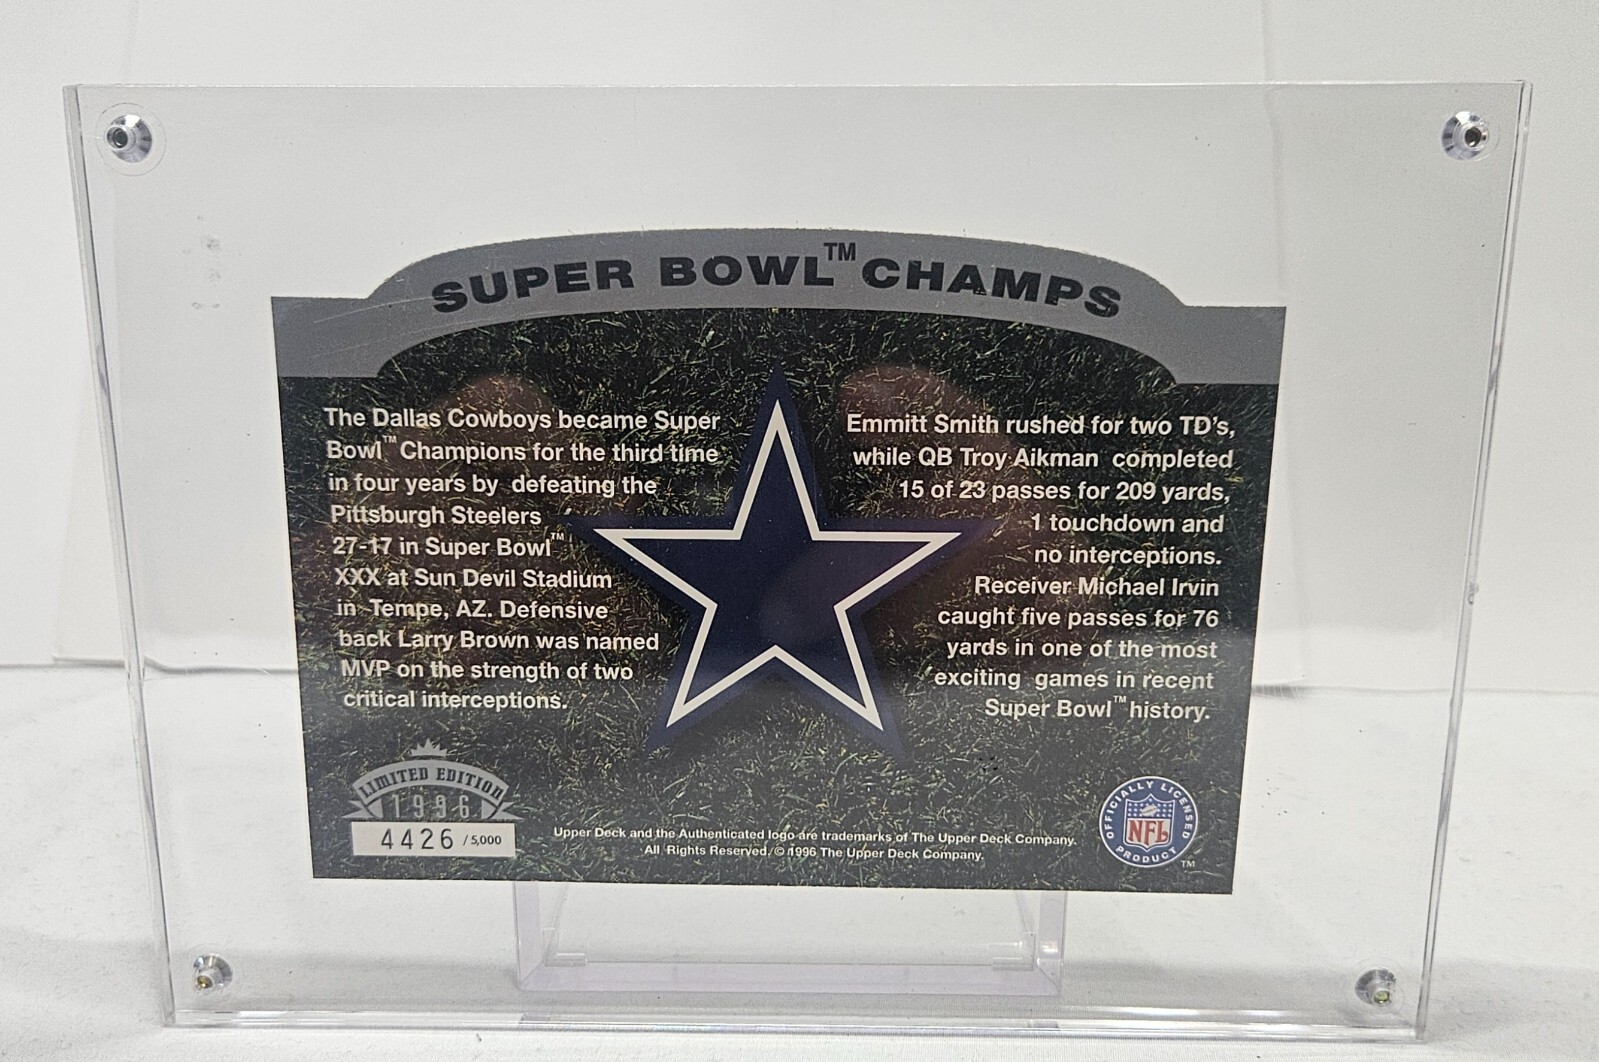 SUPER BOWL™ CHAMPS
The Dallas Cowboys became Super
Bowl™ Champions for the third time
in four years by defeating the
Pittsburgh Steelers
27-17 in Super Bowl™
XXX at Sun Devil Stadium
in Tempe, AZ. Defensive
back Larry Brown was named
MVP on the strength of two
critical interceptions.
Emmitt Smith rushed for two TD's,
while QB Troy Aikman completed
15 of 23 passes for 209 yards,
1 touchdown and
no interceptions.
Receiver Michael Irvin
caught five passes for 76
yards in one of the most
exciting games in recent
Super Bowl™ history.
LIMITED EDITION
1996
4426 /5,000
Upper Deck and the Authenticated logo are trademarks of The Upper Deck Company.
All Rights Reserved. © 1996 The Upper Deck Company.
OFFICIALLY LICENSED
NFL
PRODUCT
™